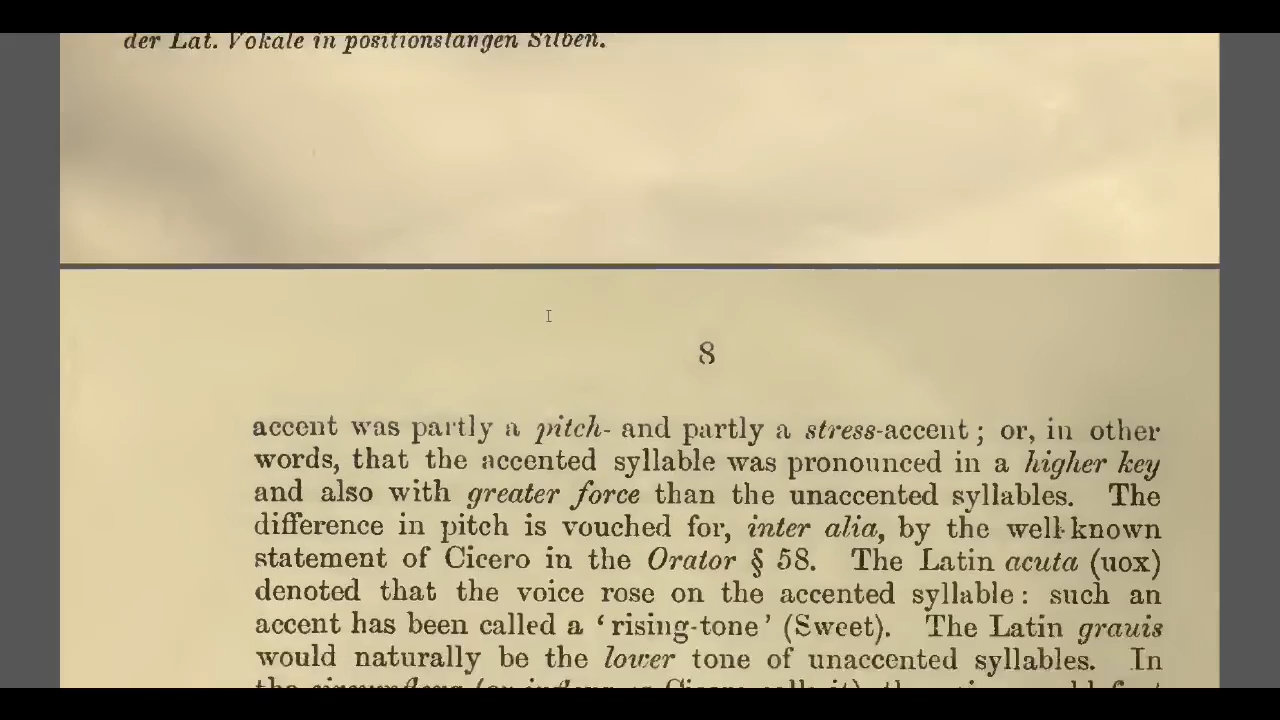 der Lat. Vokale in positionslangen Silben.
8
accent was partly a pitch- and partly a stress-accent; or, in other
words, that the accented syllable was pronounced in a higher key
and also with greater force than the unaccented syllables. The
difference in pitch is vouched for, inter alia, by the well-known
statement of Cicero in the Orator § 58. The Latin acuta (uox)
denoted that the voice rose on the accented syllable: such an
accent has been called a ‘rising-tone’ (Sweet). The Latin grauis
would naturally be the lower tone of unaccented syllables. In
the